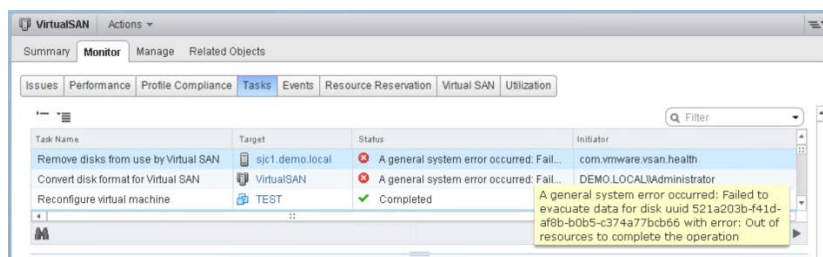 VirtualSAN Actions
Summary Monitor Manage Related Objects
Issues Performance Profile Compliance Tasks Events Resource Reservation Virtual SAN Utilization
Filter
Task Name Target Status Initiator
Remove disks from use by Virtual SAN sjc1.demo.local A general system error occurred: Fail... com.vmware.vsan.health
Convert disk format for Virtual SAN VirtualSAN A general system error occurred: Fail... DEMO.LOCAL\\Administrator
Reconfigure virtual machine TEST Completed
A general system error occurred: Failed to
evacuate data for disk uuid 521a203b-f41d-
af8b-b0b5-c374a77bcb66 with error: Out of
resources to complete the operation